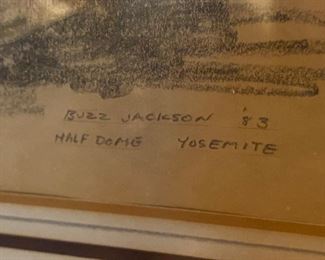 BUZZ JACKSON '83
HALF DOME YOSEMITE